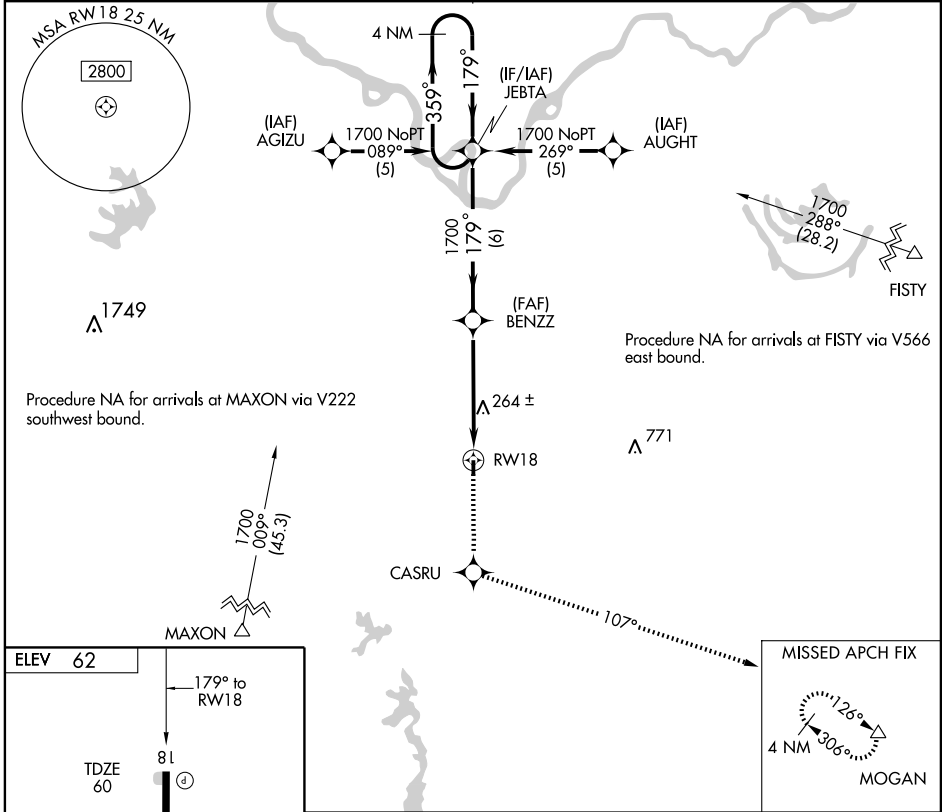 MSA RW18 25 NM
2800
4 NM
359°
179°
(IF/IAF)
JEBTA
(IAF)
AGIZU
1700 NoPT
089°
(5)
1700 NoPT
269°
(5)
(IAF)
AUGHT
1700
179°
(6)
1700
288°
(28.2)
FISTY
1749
(FAF)
BENZZ
Procedure NA for arrivals at FISTY via V566
east bound.
Procedure NA for arrivals at MAXON via V222
southwest bound.
264 ±
771
RW18
1700
009°
(45.3)
CASRU
107°
MAXON
ELEV 62
179° to
RW18
18
TDZE
60
P
MISSED APCH FIX
126°
306°
4 NM
MOGAN